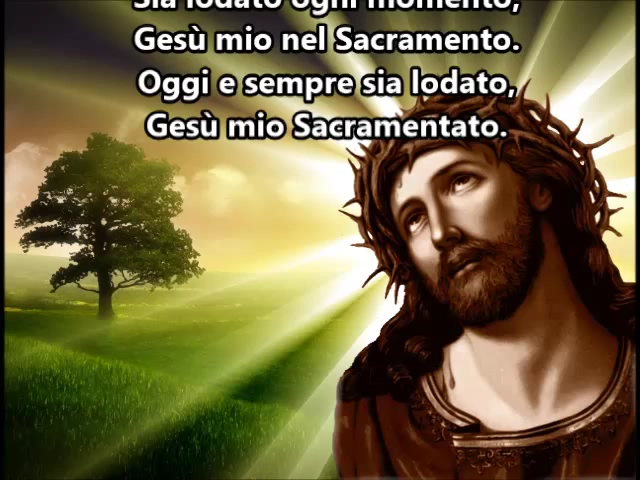 Sia lodato ogni momento,
Gesù mio nel Sacramento.
Oggi e sempre sia lodato,
Gesù mio Sacramentato.